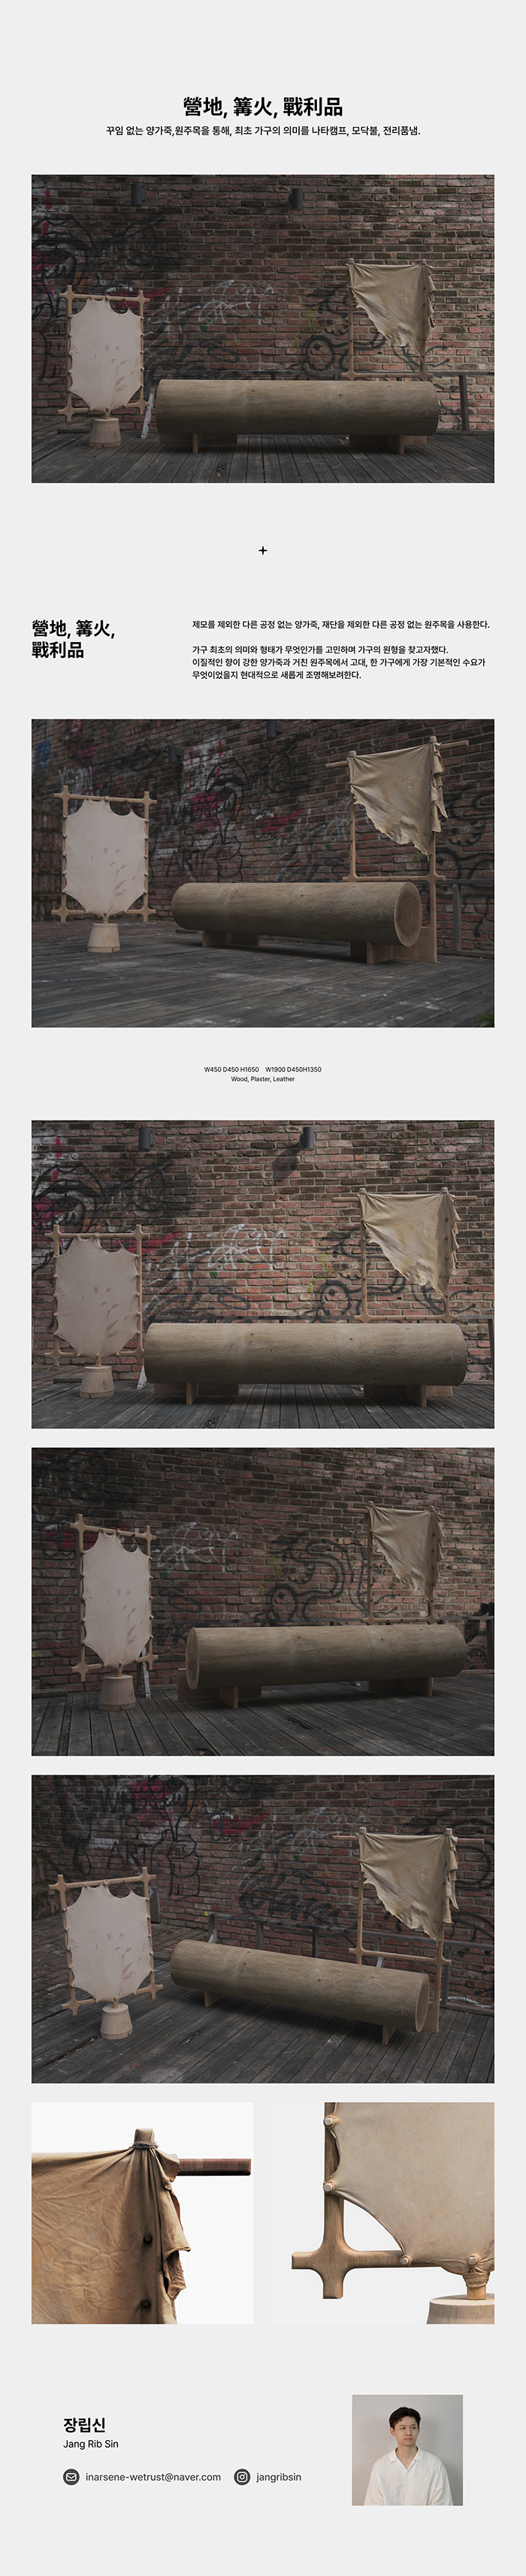 營地, 篝火, 戰利品
꾸임 없는 양가죽,원주목을 통해, 최초 가구의 의미를 나타캠프, 모닥불, 전리품냄.
營地, 篝火,
戰利品
제모를 제외한 다른 공정 없는 양가죽, 재단을 제외한 다른 공정 없는 원주목을 사용한다.
가구 최초의 의미와 형태가 무엇인가를 고민하며 가구의 원형을 찾고자했다.
이질적인 향이 강한 양가죽과 거친 원주목에서 고대, 한 가구에게 가장 기본적인 수요가
무엇이었을지 현대적으로 새롭게 조명해보려한다.
W450 D450 H1650 W1900 D450H1350
Wood, Plaster, Leather
장립신
Jang Rib Sin
inarsene-wetrust@naver.com jangribsin